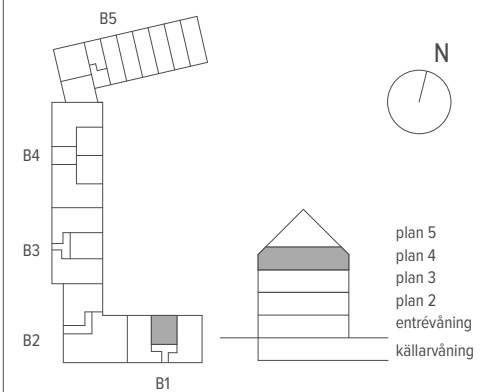 B5
N
B4
B3
B2
B1
plan 5
plan 4
plan 3
plan 2
entrévåning
källarvåning